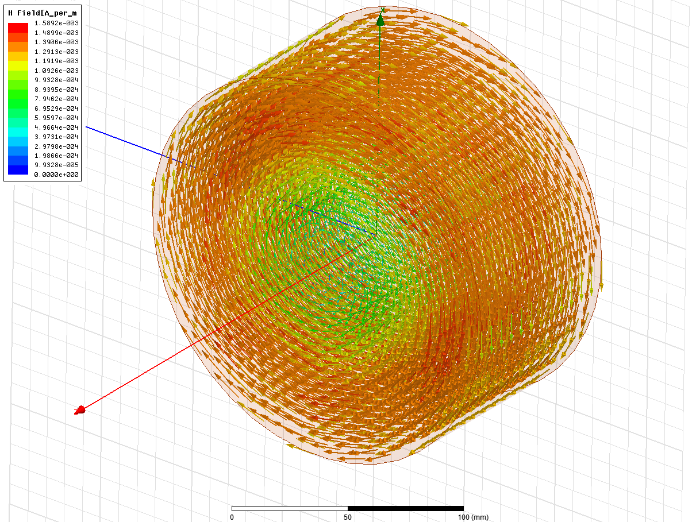 H Field[A_per_m
1.5892e-003
1.4899e-003
1.3906e-003
1.2913e-003
1.1919e-003
1.0926e-003
9.9328e-004
8.9395e-004
7.9462e-004
6.9529e-004
5.9597e-004
4.9664e-004
3.9731e-004
2.9798e-004
1.9866e-004
9.9328e-005
0.0000e+000
0 50 100 (mm)